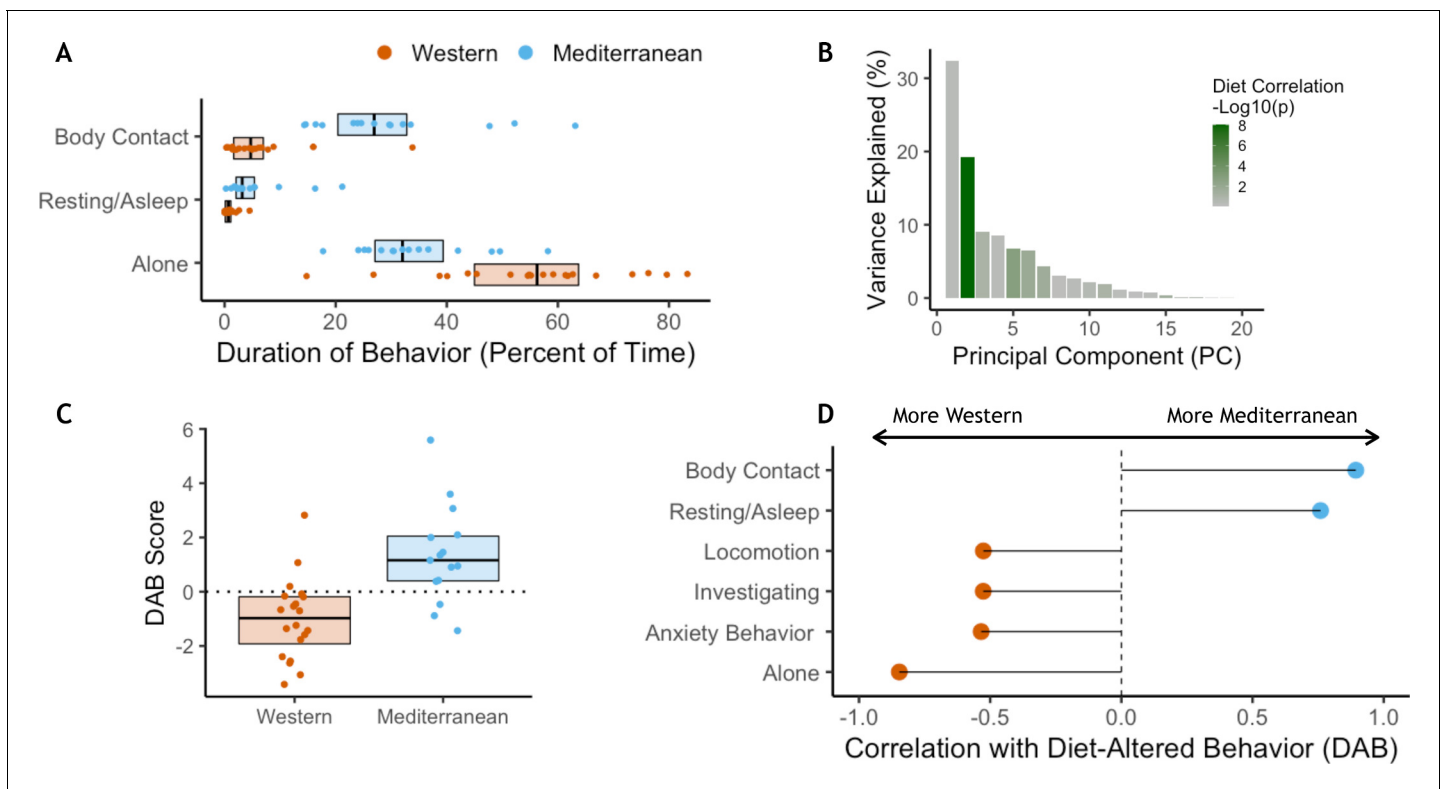 A
Western
Mediterranean
Body Contact
Resting/Asleep
Alone
0
20
40
60
80
Duration of Behavior (Percent of Time)
B
Variance Explained (%)
30
20
10
0
0
5
10
15
20
Principal Component (PC)
Diet Correlation
-Log10(p)
8
6
4
2
C
DAB Score
6
4
2
0
-2
Western
Mediterranean
D
More Western
More Mediterranean
Body Contact
Resting/Asleep
Locomotion
Investigating
Anxiety Behavior
Alone
-1.0
-0.5
0.0
0.5
1.0
Correlation with Diet-Altered Behavior (DAB)